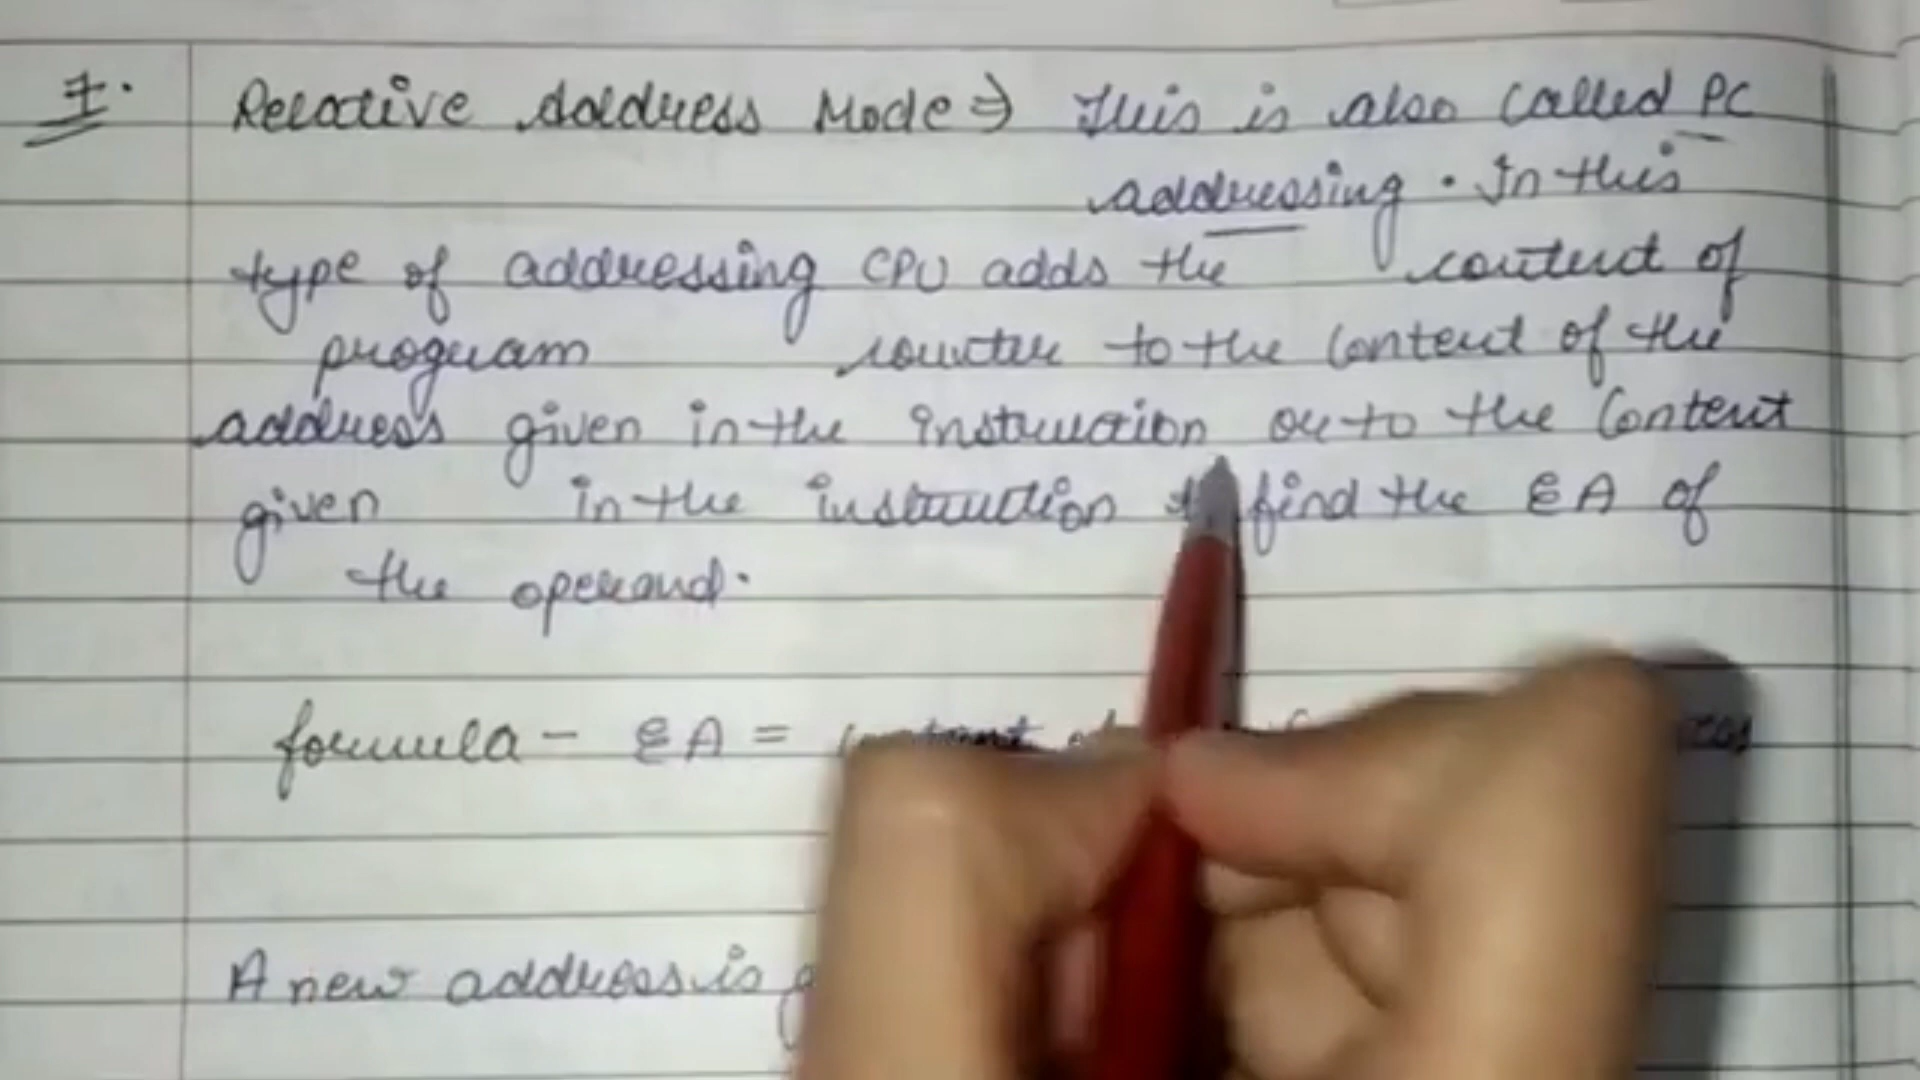 7. Relative Address Mode ⇒ This is also called PC
addressing. In this
type of addressing CPU adds the content of
program counter to the content of the
address given in the instruction or to the content
given in the instruction find the EA of
the operand.
formula - EA = content
A new address is